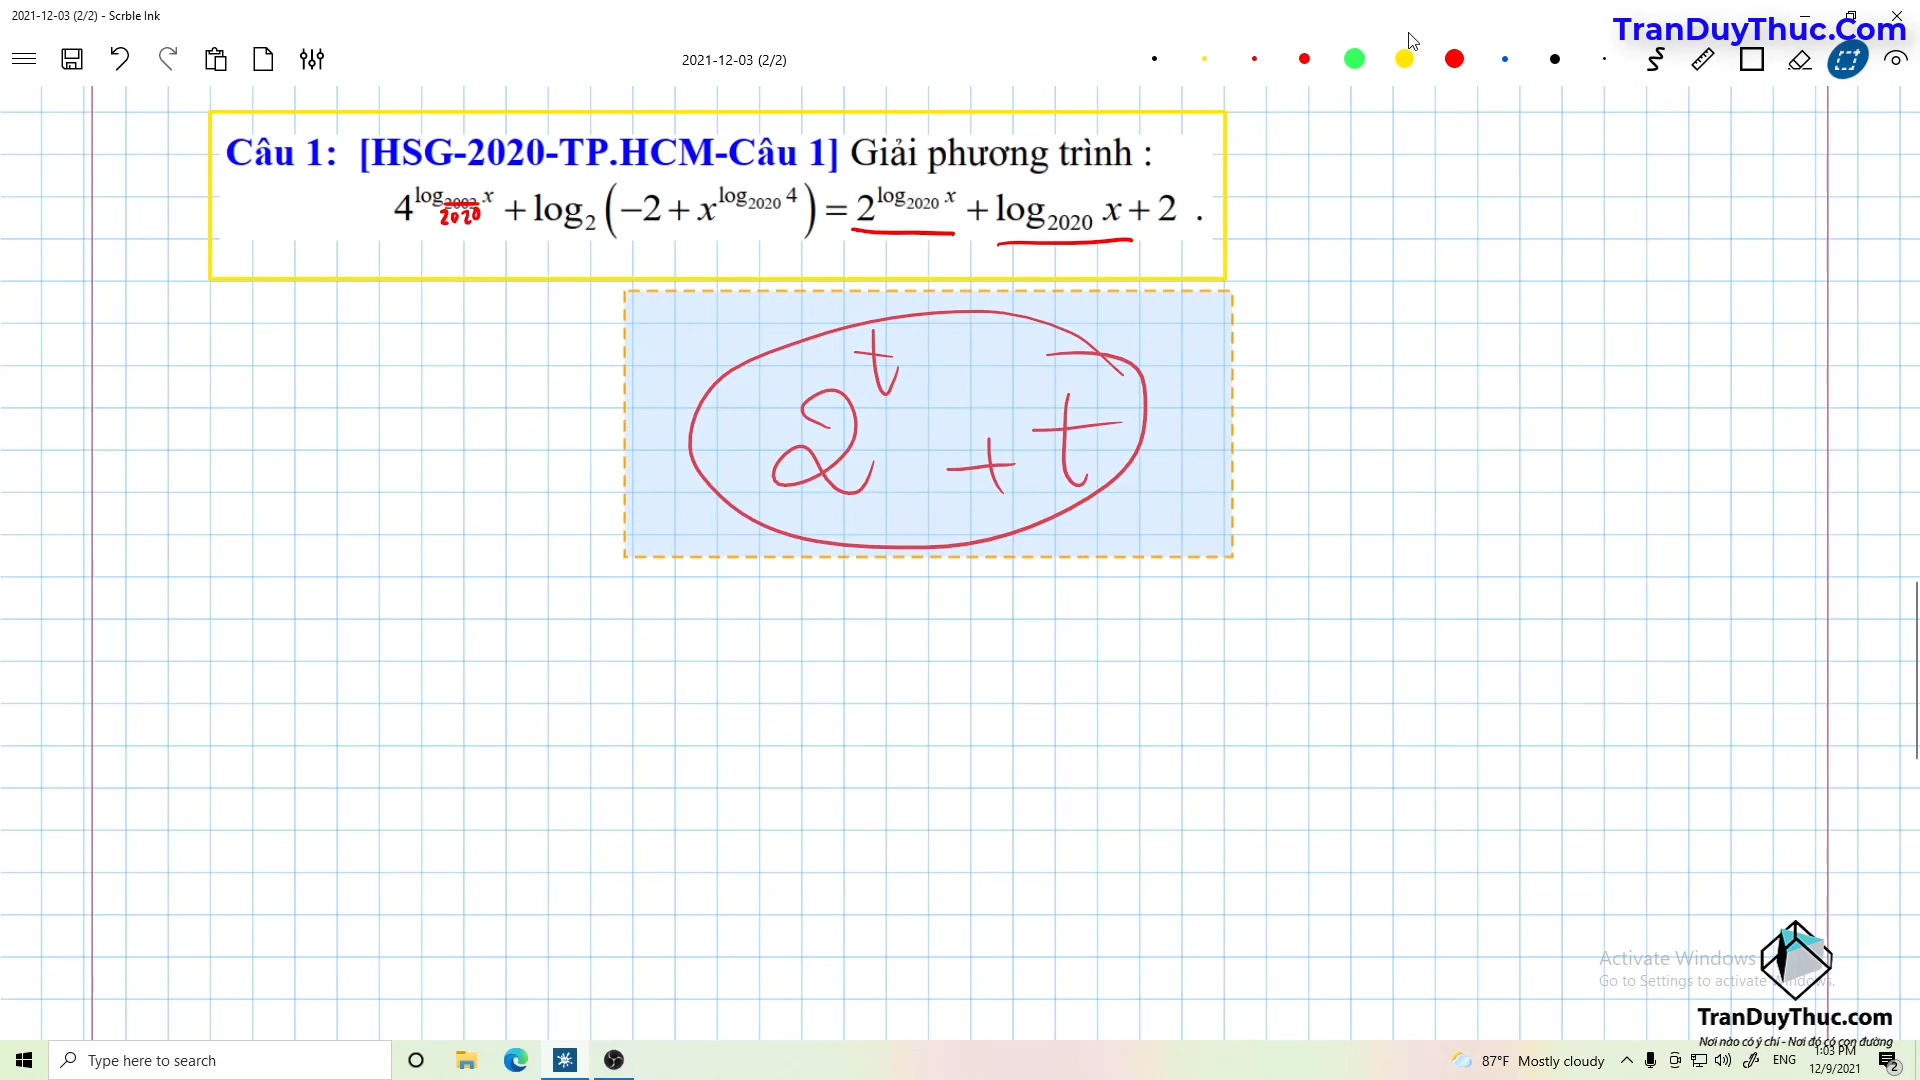 2021-12-03 (2/2) - Scrble Ink
TranDuyThuc.Com
2021-12-03 (2/2)
Câu 1: [HSG-2020-TP.HCM-Câu 1] Giải phương trình :
4^{log_{2002} x} + log_2 (−2 + x^{log_{2020} 4}) = 2^{log_{2020} x} + log_{2020} x + 2 .
2020
2^t + t
Activate Windows
Go to Settings to activate Windows.
TranDuyThuc.com
Nơi nào có ý chí - Nơi đó có con đường
Type here to search
87°F Mostly cloudy
ENG
1:03 PM
12/9/2021
2